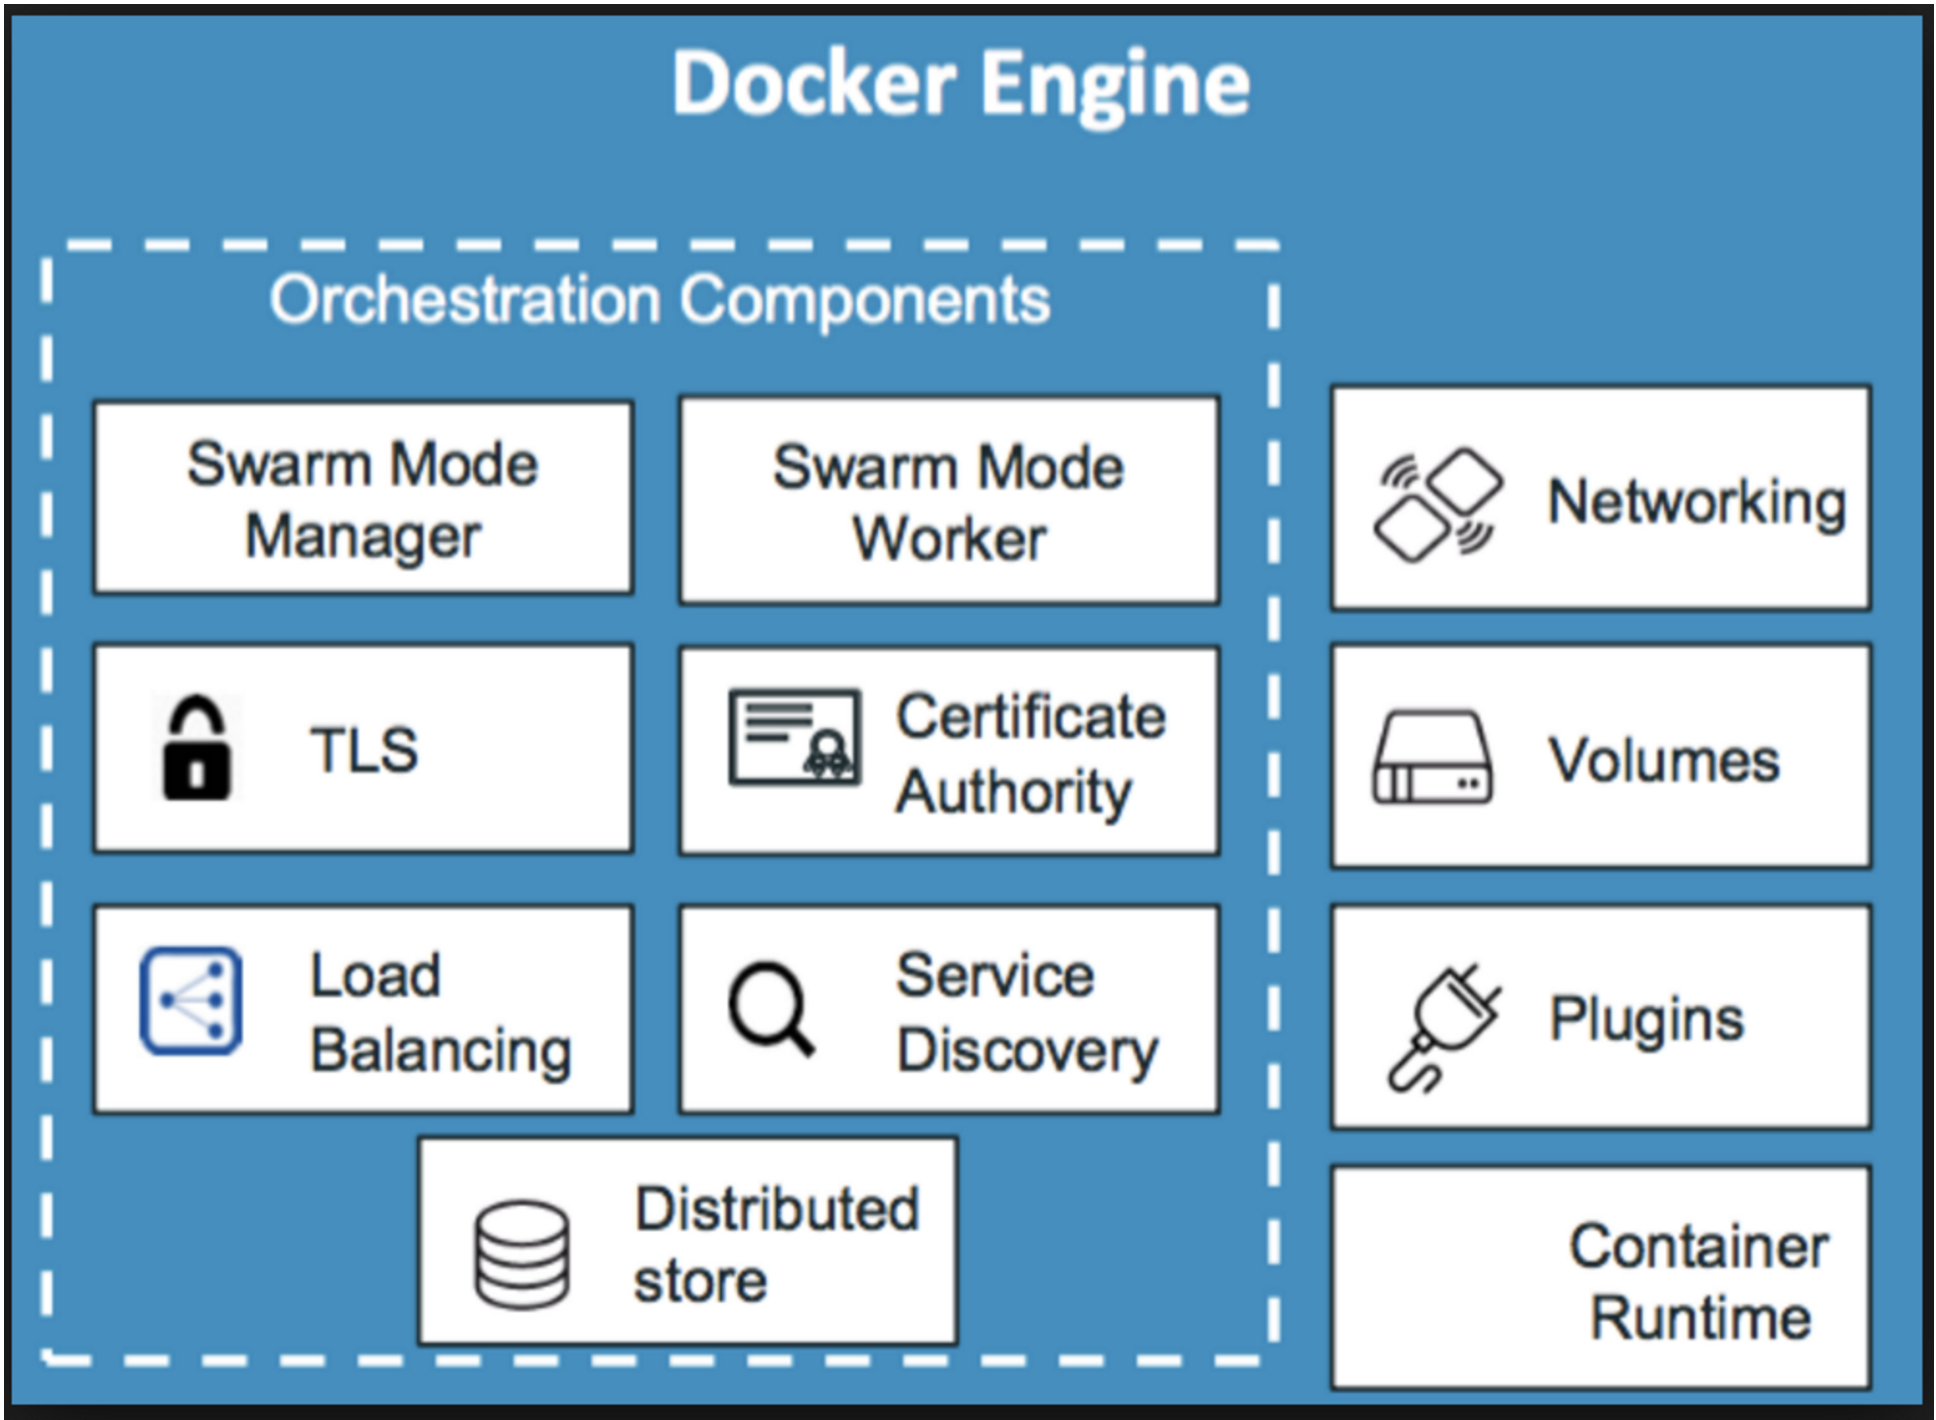 Docker Engine
Orchestration Components
Swarm Mode
Manager
Swarm Mode
Worker
TLS
Certificate
Authority
Load
Balancing
Service
Discovery
Distributed
store
Networking
Volumes
Plugins
Container
Runtime